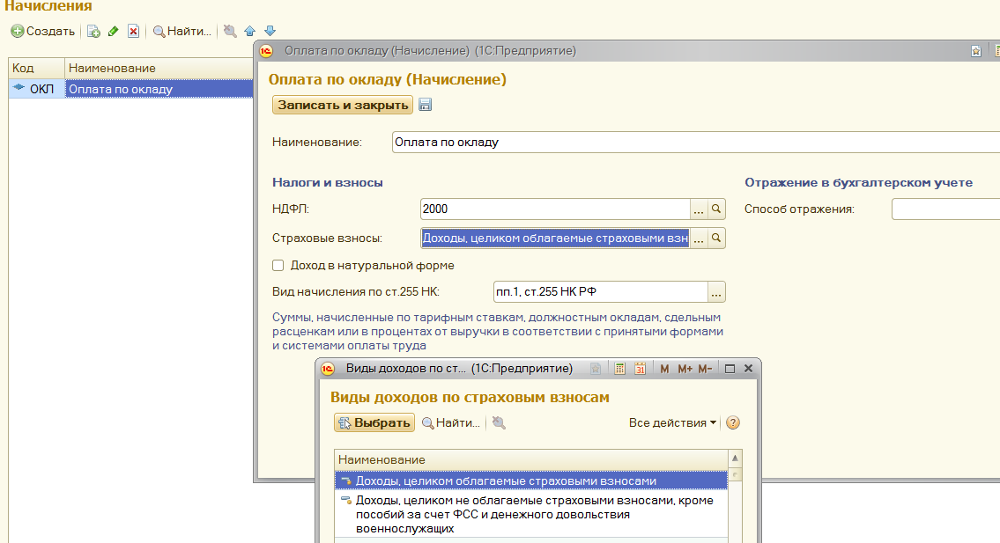 Начисления
Создать Найти...
Код Наименование
ОКП Оплата по окладу
Оплата по окладу (Начисление) (1С:Предприятие)
Оплата по окладу (Начисление)
Записать и закрыть
Наименование: Оплата по окладу
Налоги и взносы
Отражение в бухгалтерском учете
НДФЛ: 2000 ...
Способ отражения:
Страховые взносы: Доходы, целиком облагаемые страховыми взн ...
Доход в натуральной форме
Вид начисления по ст.255 НК: пп.1, ст.255 НК РФ ...
Суммы, начисленные по тарифным ставкам, должностным окладам, сдельным
расценкам или в процентах от выручки в соответствии с принятыми формами
и системами оплаты труда
Виды доходов по ст... (1С:Предприятие) 31 M M+ M-
Виды доходов по страховым взносам
Выбрать Найти... Все действия ?
Наименование
Доходы, целиком облагаемые страховыми взносами
Доходы, целиком не облагаемые страховыми взносами, кроме
пособий за счет ФСС и денежного довольствия
военнослужащих